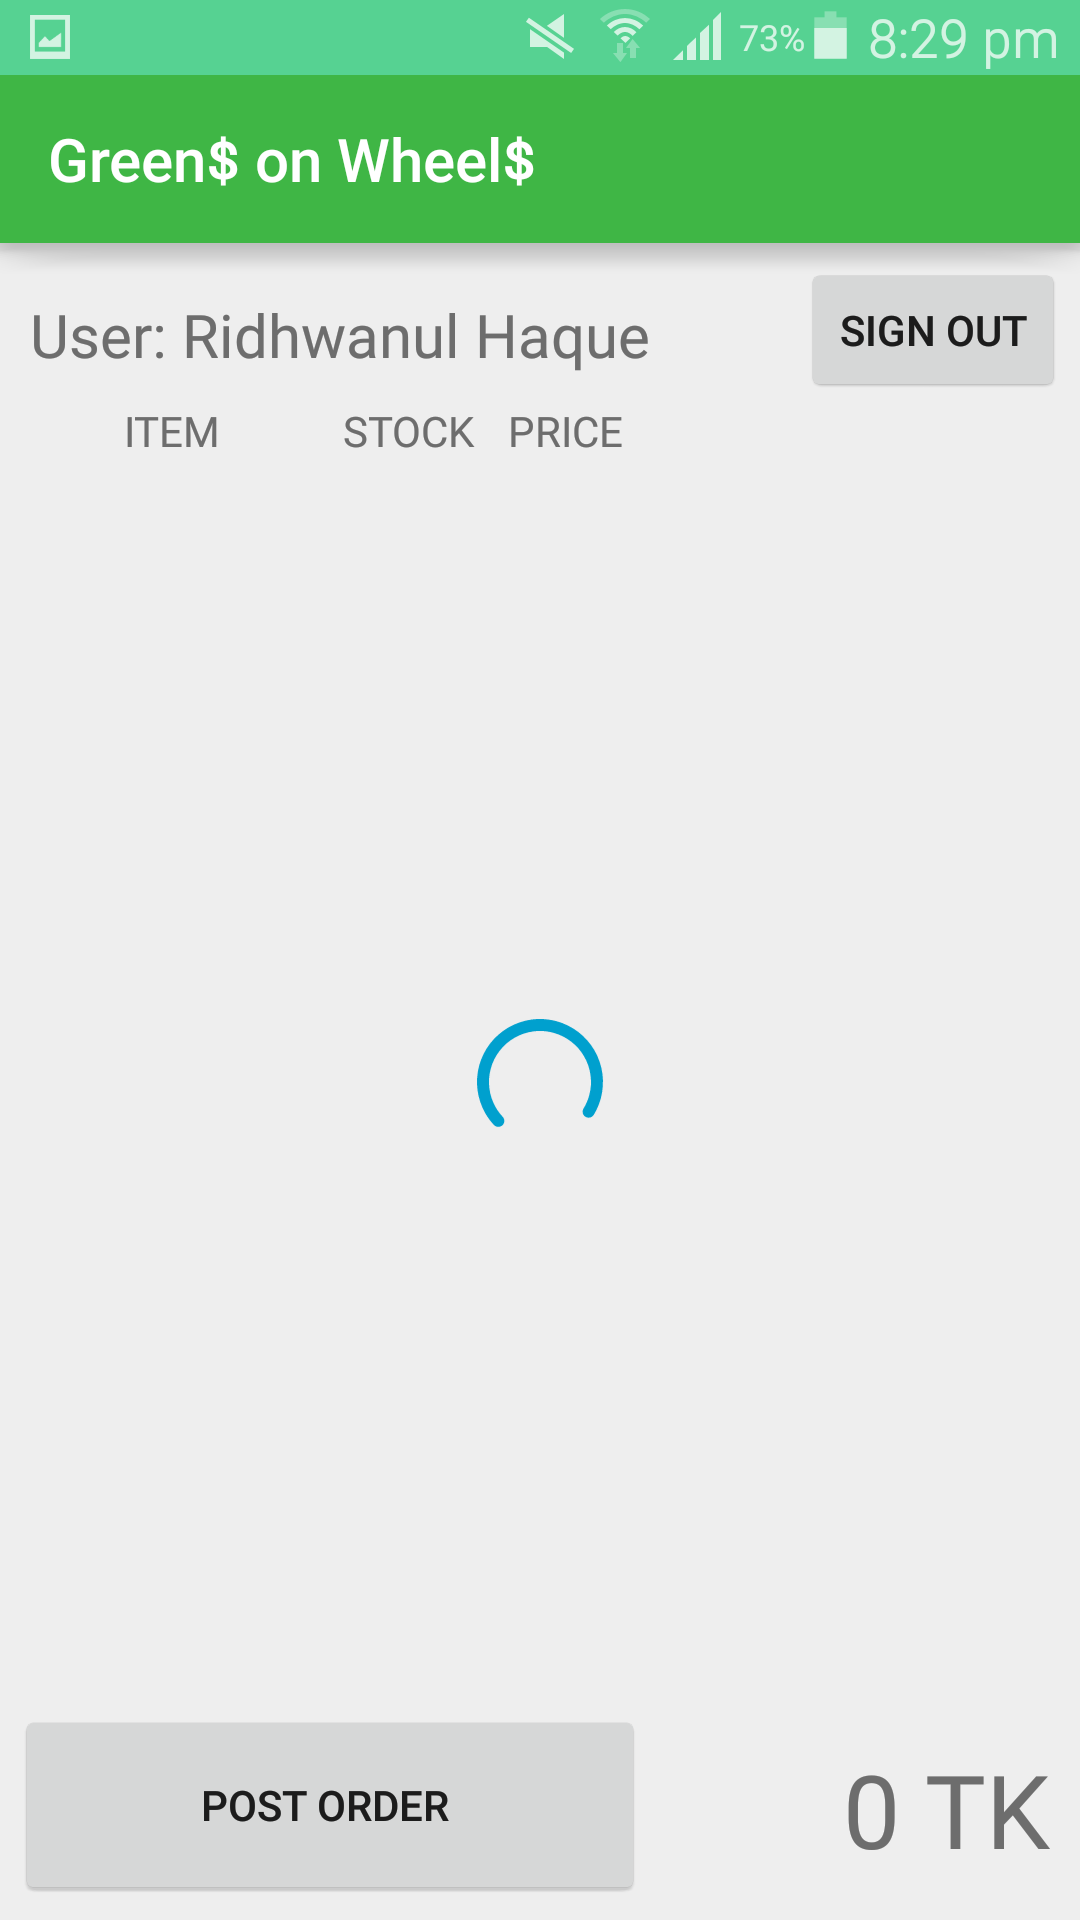 73% 8:29 pm
Green$ on Wheel$
User: Ridhwanul Haque
SIGN OUT
ITEM STOCK PRICE
POST ORDER
0 TK